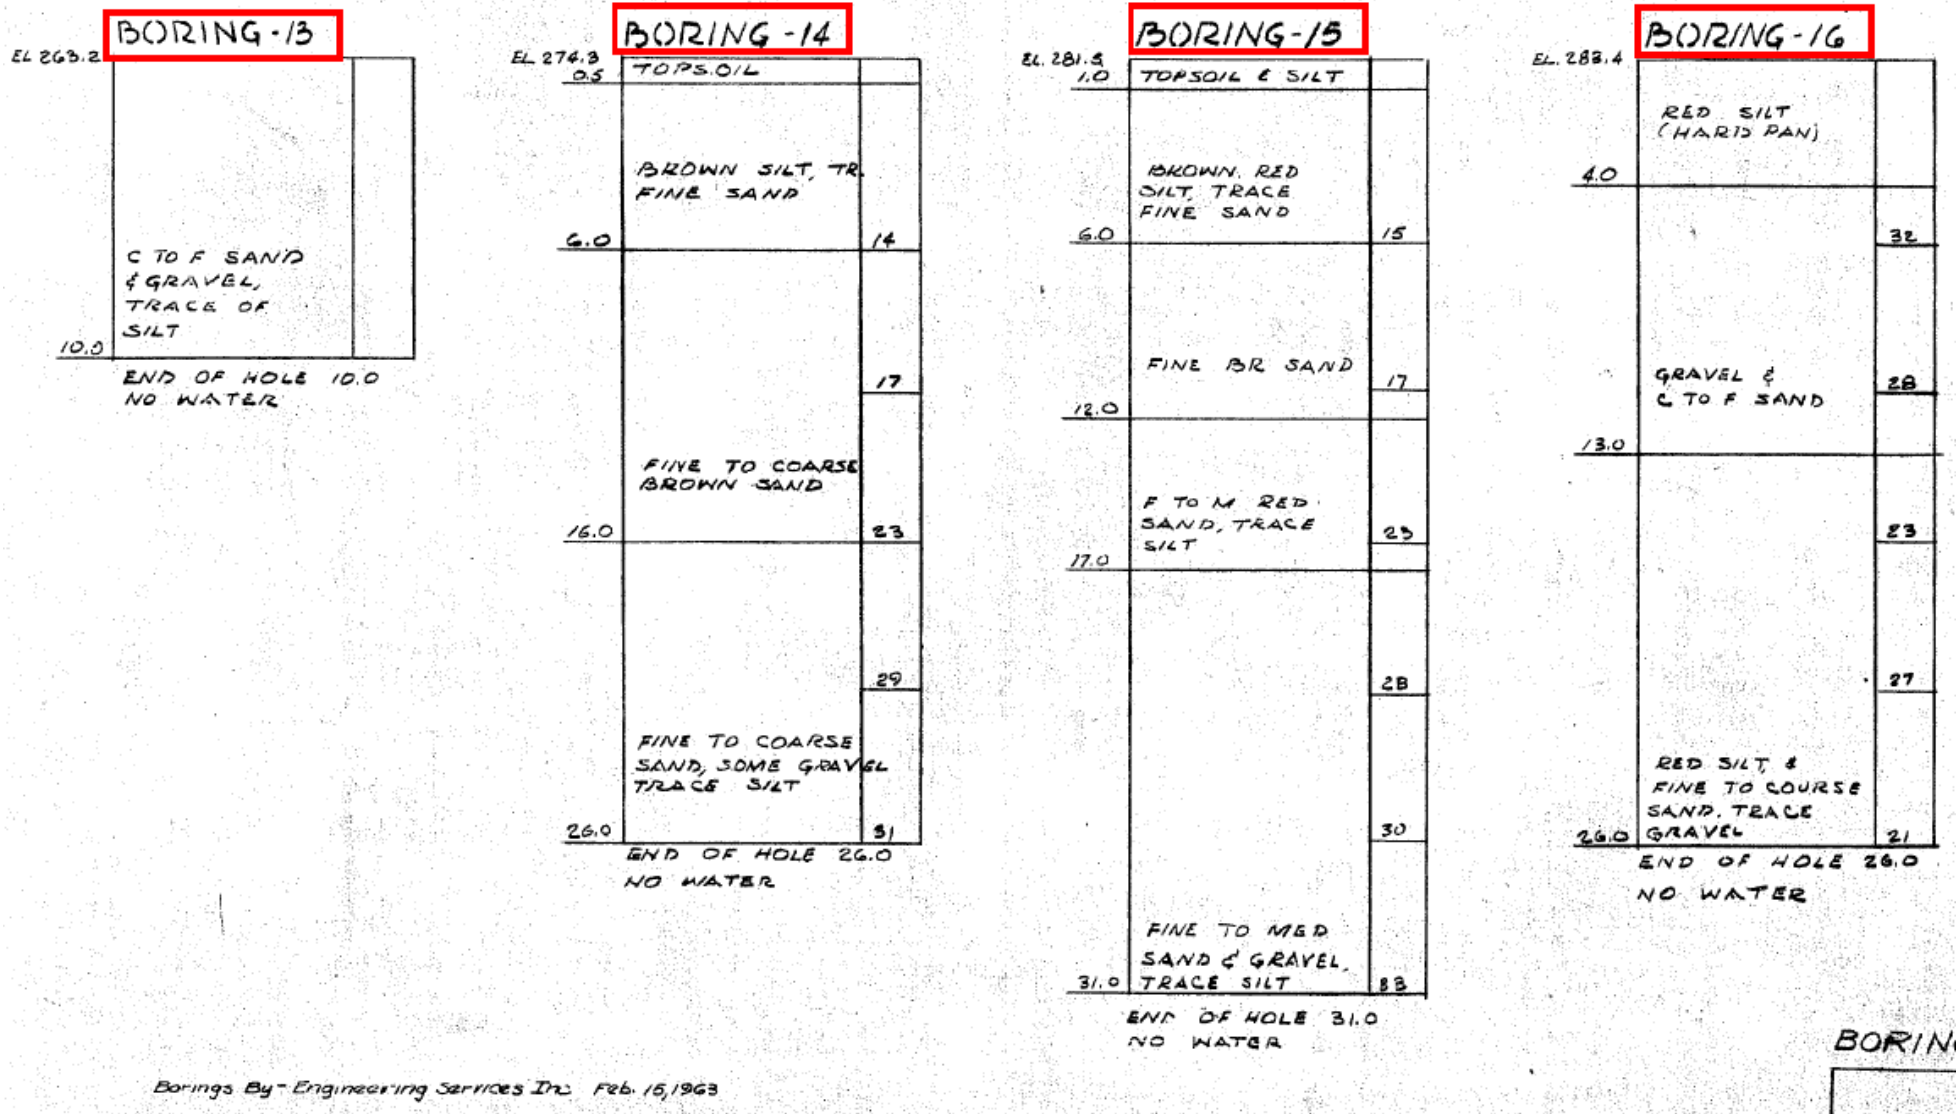 BORING-13
EL 263.2
C TO F SAND
& GRAVEL,
TRACE OF
SILT
10.0
END OF HOLE 10.0
NO WATER
BORING-14
EL 274.3
0.5
TOPSOIL
BROWN SILT, TR.
FINE SAND
6.0
14
17
FINE TO COARSE
BROWN SAND
16.0
23
29
FINE TO COARSE
SAND, SOME GRAVEL
TRACE SILT
26.0
31
END OF HOLE 26.0
NO WATER
BORING-15
EL. 281.5
1.0
TOPSOIL & SILT
BROWN. RED
SILT, TRACE
FINE SAND
6.0
15
FINE BR SAND
17
12.0
F TO M RED
SAND, TRACE
SILT
23
17.0
28
30
FINE TO MED
SAND & GRAVEL,
TRACE SILT
31.0
33
END OF HOLE 31.0
NO WATER
BORING-16
EL. 283.4
RED SILT
(HARD PAN)
4.0
32
GRAVEL &
C TO F SAND
28
13.0
23
27
RED SILT &
FINE TO COURSE
SAND, TRACE
GRAVEL
26.0
21
END OF HOLE 26.0
NO WATER
BORIN
Borings By - Engineering Services Inc Feb. 15, 1963